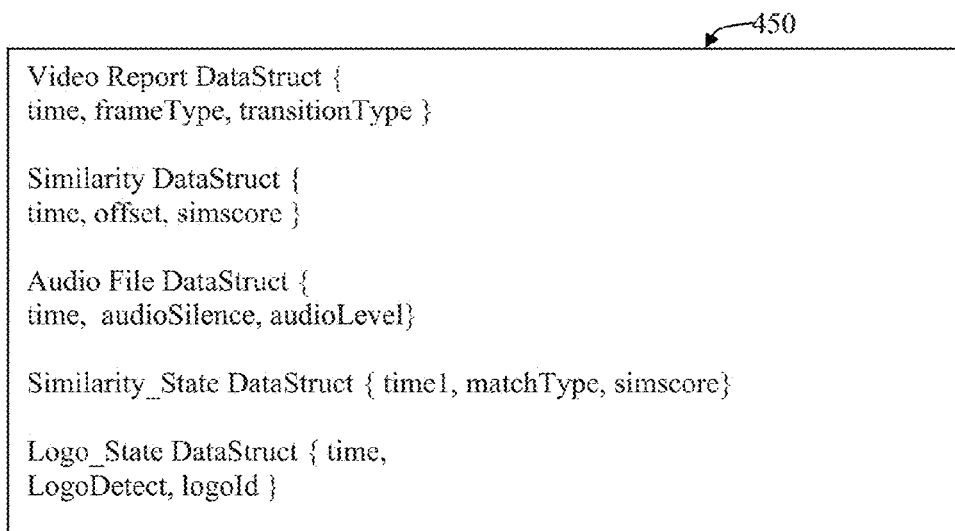 450
Video Report DataStruct {
time, frameType, transitionType }
Similarity DataStruct {
time, offset, simscore }
Audio File DataStruct {
time, audioSilence, audioLevel}
Similarity_State DataStruct { time1, matchType, simscore}
Logo_State DataStruct { time,
LogoDetect, logoId }